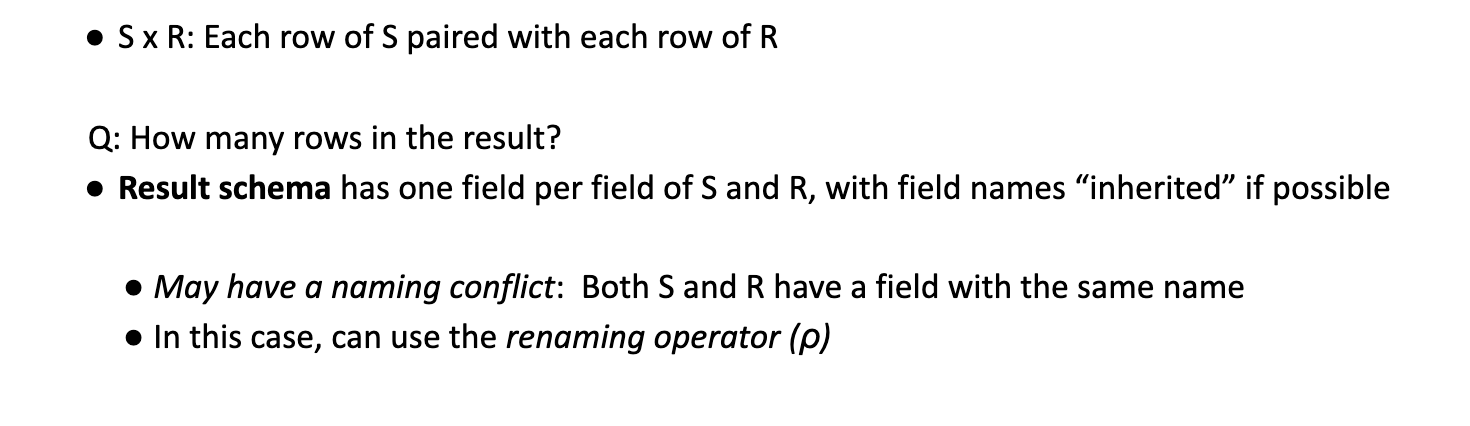 ● S x R: Each row of S paired with each row of R
Q: How many rows in the result?
● Result schema has one field per field of S and R, with field names “inherited” if possible
● May have a naming conflict:  Both S and R have a field with the same name
● In this case, can use the renaming operator (ρ)